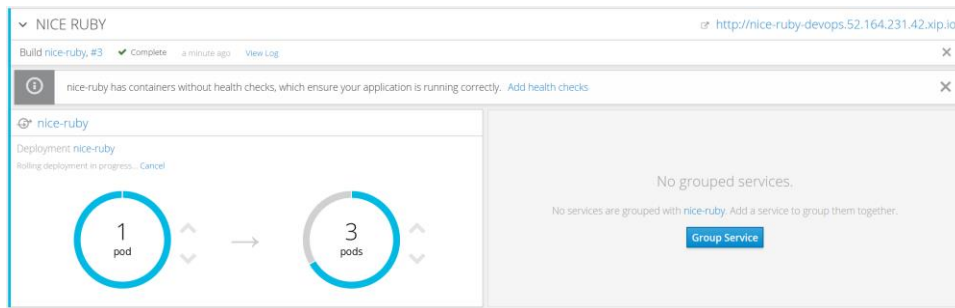 NICE RUBY
http://nice-ruby-devops.52.164.231.42.xip.io
Build nice-ruby, #3 Complete a minute ago View Log
nice-ruby has containers without health checks, which ensure your application is running correctly. Add health checks
nice-ruby
Deployment nice-ruby
Rolling deployment in progress... Cancel
1
pod
3
pods
No grouped services.
No services are grouped with nice-ruby. Add a service to group them together.
Group Service